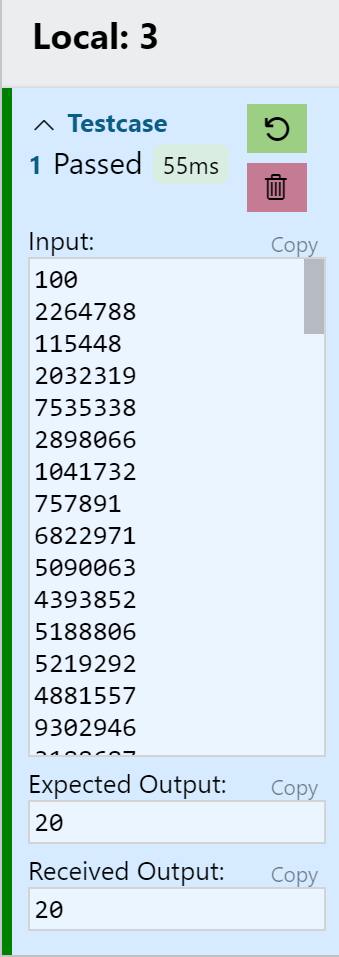 Local: 3
Testcase
1 Passed 55ms
Input:
Copy
100
2264788
115448
2032319
7535338
2898066
1041732
757891
6822971
5090063
4393852
5188806
5219292
4881557
9302946
Expected Output:
Copy
20
Received Output:
Copy
20